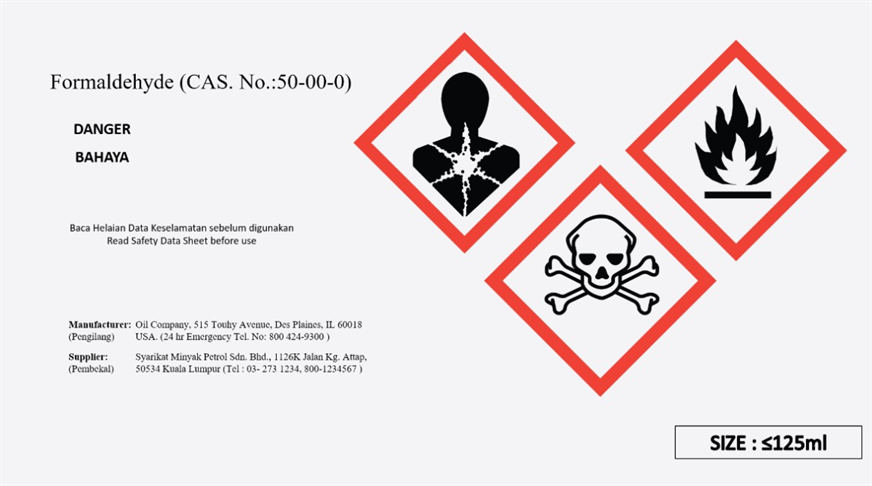 Formaldehyde (CAS. No.:50-00-0)
DANGER
BAHAYA
Baca Helaian Data Keselamatan sebelum digunakan
Read Safety Data Sheet before use
Manufacturer: Oil Company, 515 Touhy Avenue, Des Plaines, IL 60018
(Pengilang) USA. (24 hr Emergency Tel. No: 800 424-9300 )
Supplier: Syarikat Minyak Petrol Sdn. Bhd., 1126K Jalan Kg. Attap,
(Pembekal) 50534 Kuala Lumpur (Tel : 03- 273 1234, 800-1234567 )
SIZE : ≤125ml